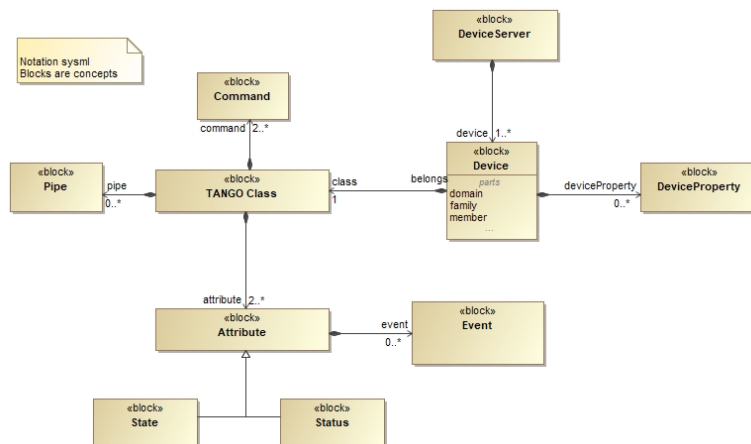 «block»
DeviceServer
Notation sysml
Blocks are concepts
«block»
Command
command 2..*
device 1..*
«block»
Pipe
pipe
0..*
«block»
TANGO Class
class
1
belongs
«block»
Device
parts
domain
family
member
...
deviceProperty
0..*
«block»
DeviceProperty
attribute 2..*
«block»
Attribute
event
0..*
«block»
Event
«block»
State
«block»
Status